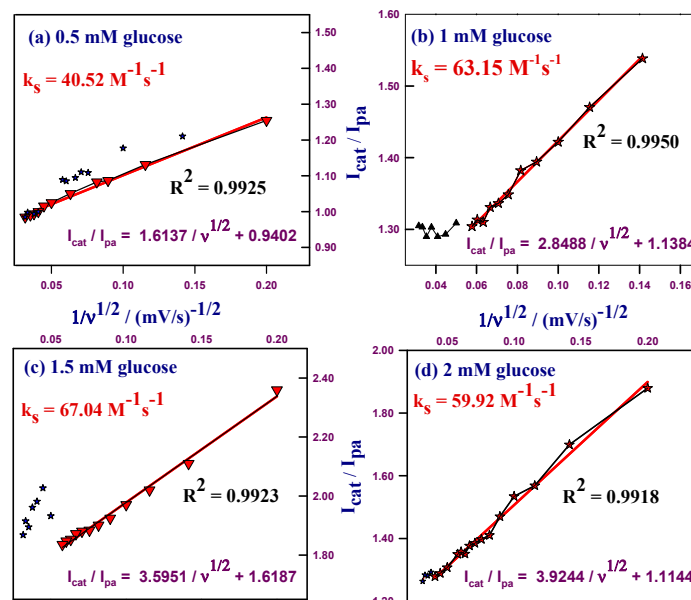 (a) 0.5 mM glucose
k_s = 40.52 M^-1s^-1
R^2 = 0.9925
I_cat / I_pa = 1.6137/ ν^1/2 + 0.9402
0.05 0.10 0.15 0.20
1.50
1.40
1.30
1.20
1.10
1.00
0.90
I_cat / I_pa
1/ν^1/2 / (mV/s)^-1/2
(b) 1 mM glucose
k_s = 63.15 M^-1s^-1
R^2 = 0.9950
I_cat / I_pa = 2.8488 / ν^1/2 + 1.1384
1.60
1.50
1.40
1.30
0.04 0.06 0.08 0.10 0.12 0.14 0.16
1/ν^1/2 / (mV/s)^-1/2
0.05 0.10 0.15 0.20
(c) 1.5 mM glucose
k_s = 67.04 M^-1s^-1
R^2 = 0.9923
I_cat / I_pa = 3.5951/ ν^1/2 + 1.6187
2.40
2.20
2.00
1.80
I_cat / I_pa
0.05 0.10 0.15 0.20
(d) 2 mM glucose
k_s = 59.92 M^-1s^-1
R^2 = 0.9918
I_cat / I_pa = 3.9244/ ν^1/2 + 1.1144
2.00
1.80
1.60
1.40
1.20